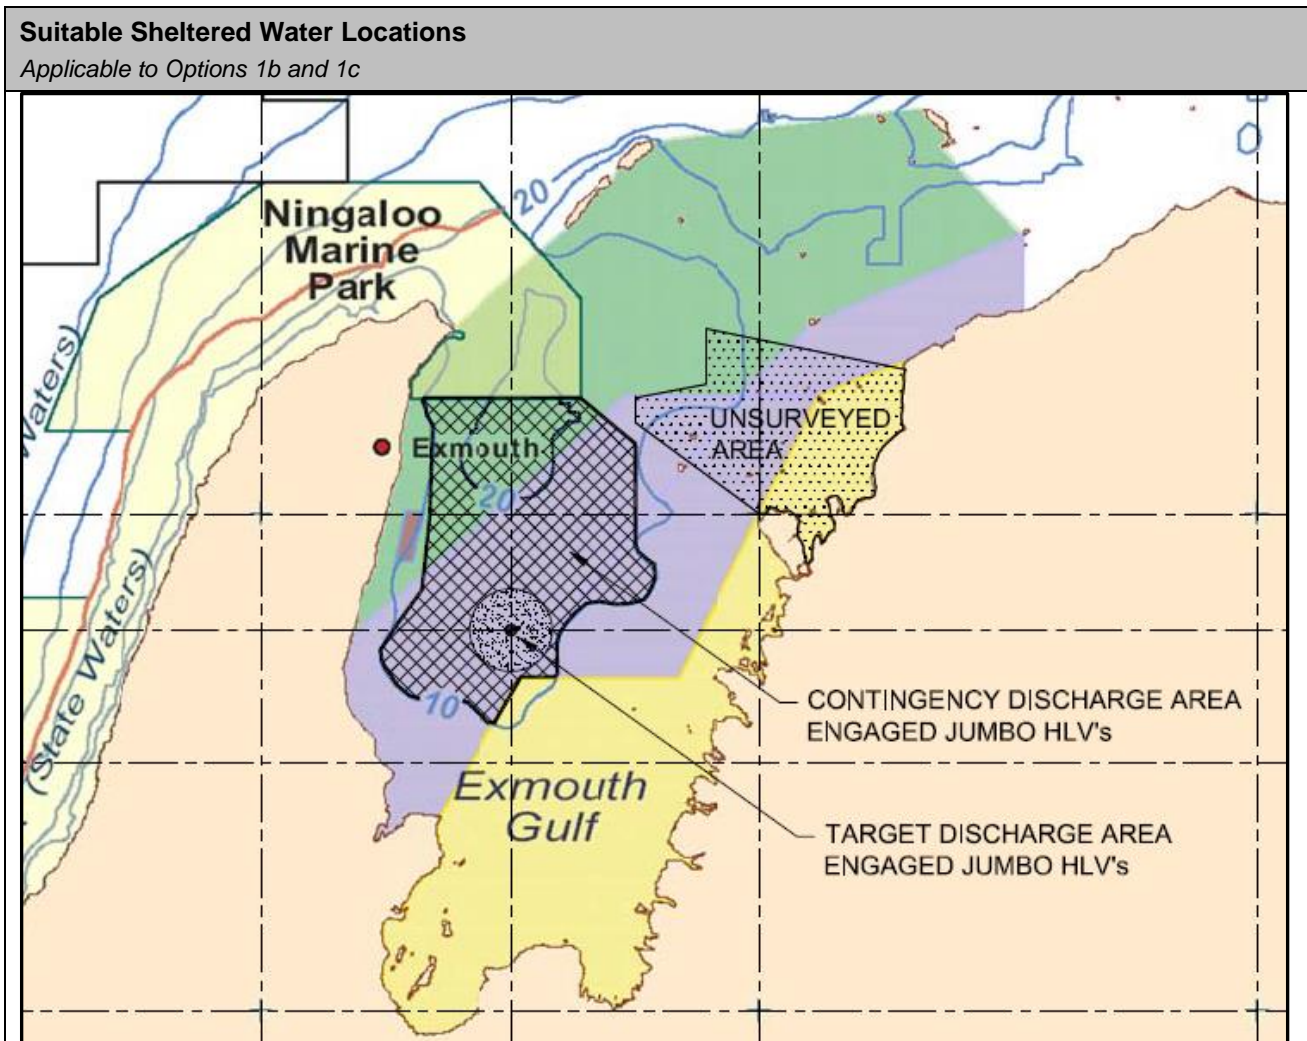 Suitable Sheltered Water Locations
Applicable to Options 1b and 1c
Ningaloo
Marine
Park
20
Waters)
UNSURVEYED
AREA
Exmouth
20
(State Waters)
10
CONTINGENCY DISCHARGE AREA
ENGAGED JUMBO HLV's
Exmouth
Gulf
TARGET DISCHARGE AREA
ENGAGED JUMBO HLV's